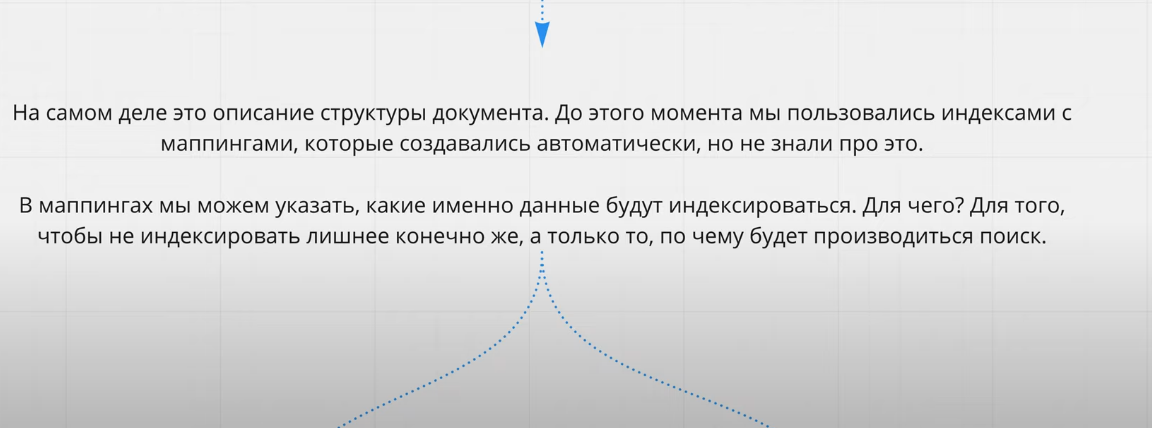 На самом деле это описание структуры документа. До этого момента мы пользовались индексами с
маппингами, которые создавались автоматически, но не знали про это.
В маппингах мы можем указать, какие именно данные будут индексироваться. Для чего? Для того,
чтобы не индексировать лишнее конечно же, а только то, по чему будет производиться поиск.